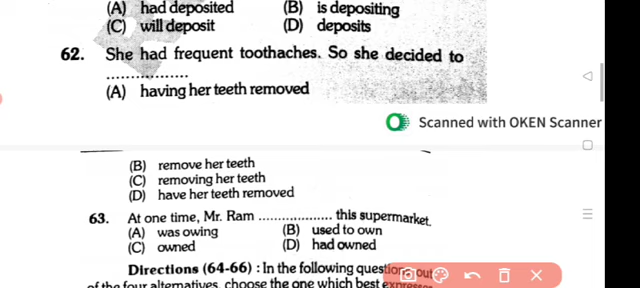 (A) had deposited (B) is depositing
(C) will deposit (D) deposits
62. She had frequent toothaches. So she decided to
.................
(A) having her teeth removed
Scanned with OKEN Scanner
(B) remove her teeth
(C) removing her teeth
(D) have her teeth removed
63. At one time, Mr. Ram .................. this supermarket.
(A) was owing (B) used to own
(C) owned (D) had owned
Directions (64-66) : In the following questions, out
of the four alternatives, choose the one which best